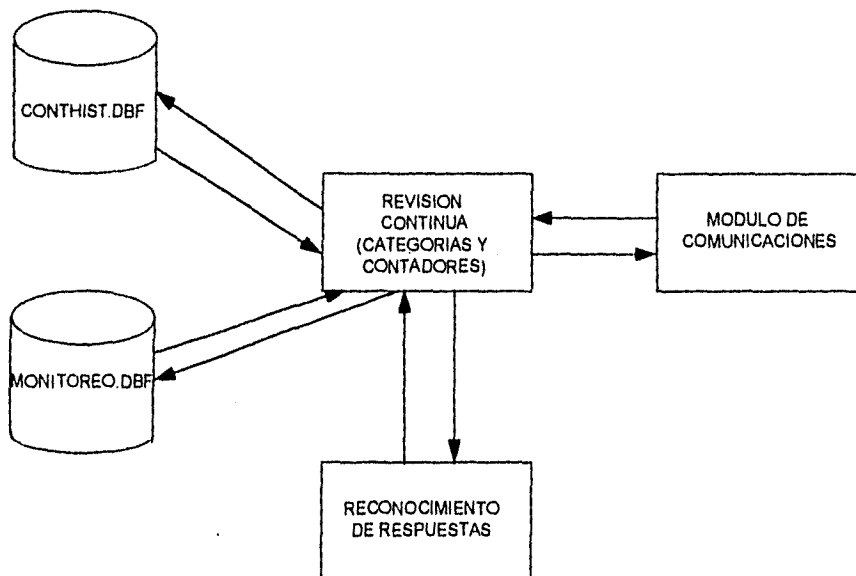 CONTHIST.DBF
REVISION
CONTINUA
(CATEGORIAS Y
CONTADORES)
MODULO DE
COMUNICACIONES
MONITOREO.DBF
RECONOCIMIENTO
DE RESPUESTAS